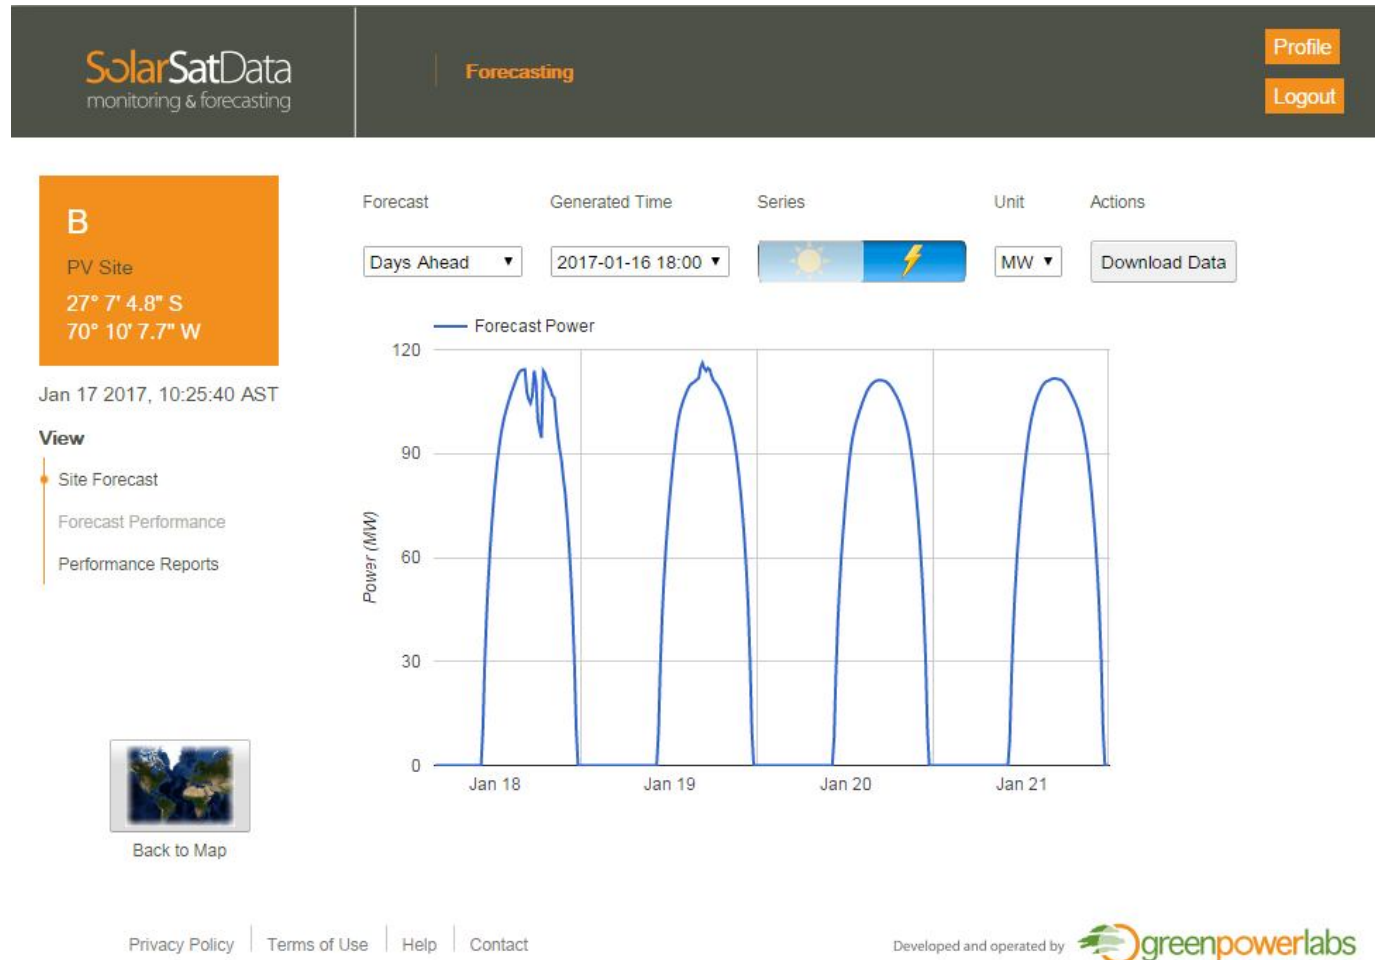 SolarSatData
monitoring & forecasting
Forecasting
Profile
Logout
B
PV Site
27° 7' 4.8" S
70° 10' 7.7" W
Jan 17 2017, 10:25:40 AST
View
Site Forecast
Forecast Performance
Performance Reports
Back to Map
Forecast Generated Time Series Unit Actions
Days Ahead 2017-01-16 18:00 MW Download Data
Forecast Power
120
90
60
30
0
Power (MW)
Jan 18 Jan 19 Jan 20 Jan 21
Privacy Policy Terms of Use Help Contact
Developed and operated by greenpowerlabs